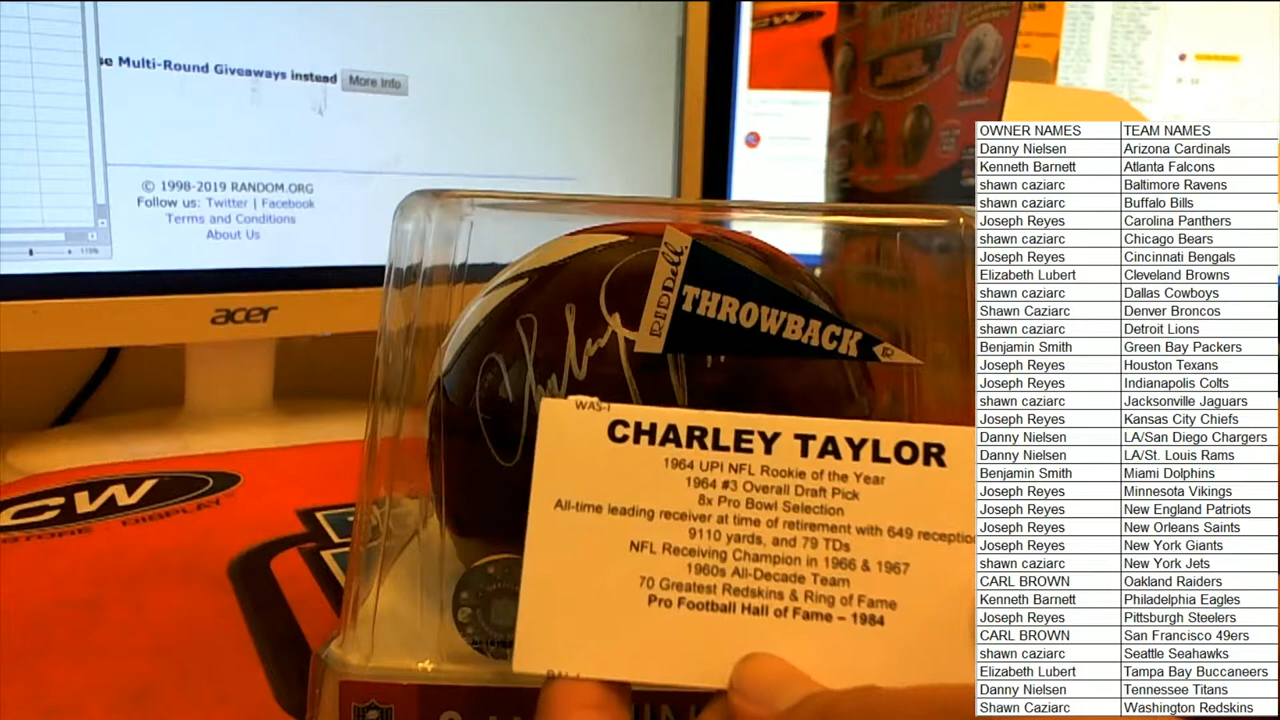 se Multi-Round Giveaways instead More Info
© 1998-2019 RANDOM.ORG
Follow us: Twitter | Facebook
Terms and Conditions
About Us
acer
CW
STORE DISPLAY
RIDDell
THROWBACK
R
WAS-1
CHARLEY TAYLOR
1964 UPI NFL Rookie of the Year
1964 #3 Overall Draft Pick
8x Pro Bowl Selection
All-time leading receiver at time of retirement with 649 receptio
9110 yards, and 79 TDs
NFL Receiving Champion in 1966 & 1967
1960s All-Decade Team
70 Greatest Redskins & Ring of Fame
Pro Football Hall of Fame – 1984
NFL
OWNER NAMES TEAM NAMES
Danny Nielsen Arizona Cardinals
Kenneth Barnett Atlanta Falcons
shawn caziarc Baltimore Ravens
shawn caziarc Buffalo Bills
Joseph Reyes Carolina Panthers
shawn caziarc Chicago Bears
Joseph Reyes Cincinnati Bengals
Elizabeth Lubert Cleveland Browns
shawn caziarc Dallas Cowboys
Shawn Caziarc Denver Broncos
shawn caziarc Detroit Lions
Benjamin Smith Green Bay Packers
Joseph Reyes Houston Texans
Joseph Reyes Indianapolis Colts
shawn caziarc Jacksonville Jaguars
Joseph Reyes Kansas City Chiefs
Danny Nielsen LA/San Diego Chargers
Danny Nielsen LA/St. Louis Rams
Benjamin Smith Miami Dolphins
Joseph Reyes Minnesota Vikings
Joseph Reyes New England Patriots
Joseph Reyes New Orleans Saints
Joseph Reyes New York Giants
shawn caziarc New York Jets
CARL BROWN Oakland Raiders
Kenneth Barnett Philadelphia Eagles
Joseph Reyes Pittsburgh Steelers
CARL BROWN San Francisco 49ers
shawn caziarc Seattle Seahawks
Elizabeth Lubert Tampa Bay Buccaneers
Danny Nielsen Tennessee Titans
Shawn Caziarc Washington Redskins